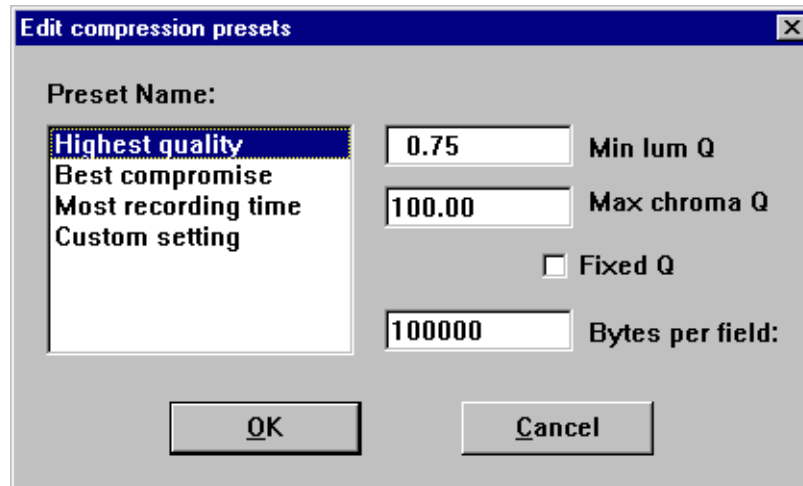 Edit compression presets
Preset Name:
Highest quality
Best compromise
Most recording time
Custom setting
0.75 Min lum Q
100.00 Max chroma Q
Fixed Q
100000 Bytes per field:
OK Cancel